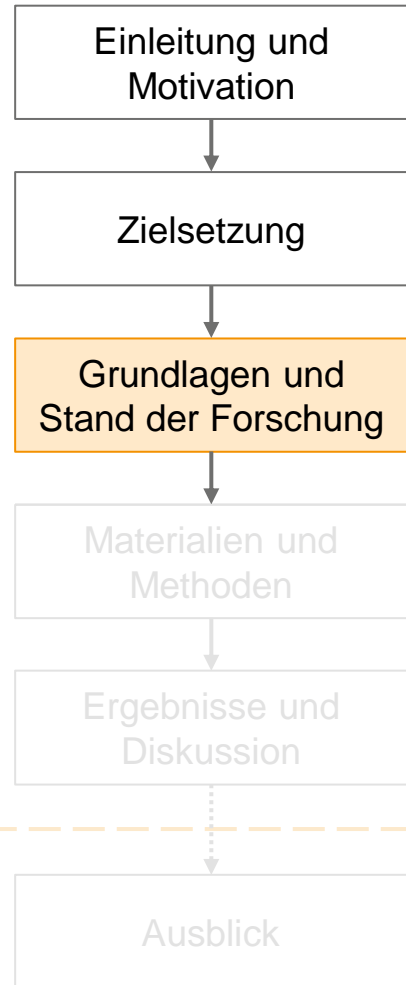 Einleitung und
Motivation
Zielsetzung
Grundlagen und
Stand der Forschung
Materialien und
Methoden
Ergebnisse und
Diskussion
Ausblick